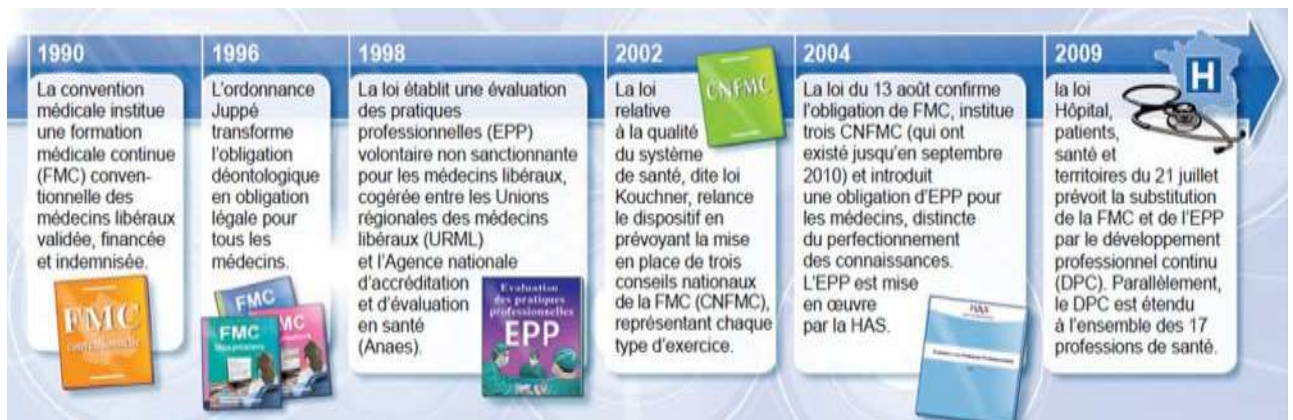 1990
La convention
médicale institue
une formation
médicale continue
(FMC) conven-
tionnelle des
médecins libéraux
validée, financée
et indemnisée.
FMC
conventionnelle
1996
L'ordonnance
Juppé
transforme
l'obligation
déontologique
en obligation
légale pour
tous les
médecins.
FMC
FMC
MC
1998
La loi établit une évaluation
des pratiques
professionnelles (EPP)
volontaire non sanctionnante
pour les médecins libéraux,
cogérée entre les Unions
régionales des médecins
libéraux (URML)
et l'Agence nationale
d'accréditation
et d'évaluation
en santé
(Anaes).
Evaluation
des pratiques
professionnelles
EPP
2002
La loi
relative
à la qualité
du système
de santé, dite loi
Kouchner, relance
le dispositif en
prévoyant la mise
en place de trois
conseils nationaux
de la FMC (CNFMC),
représentant chaque
type d'exercice.
CNFMC
2004
La loi du 13 août confirme
l'obligation de FMC, institue
trois CNFMC (qui ont
existé jusqu'en septembre
2010) et introduit
une obligation d'EPP pour
les médecins, distincte
du perfectionnement
des connaissances.
L'EPP est mise
en œuvre
par la HAS.
HAS
2009
la loi
Hôpital,
patients,
santé et
territoires du 21 juillet
prévoit la substitution
de la FMC et de l'EPP
par le développement
professionnel continu
(DPC). Parallèlement,
le DPC est étendu
à l'ensemble des 17
professions de santé.
H